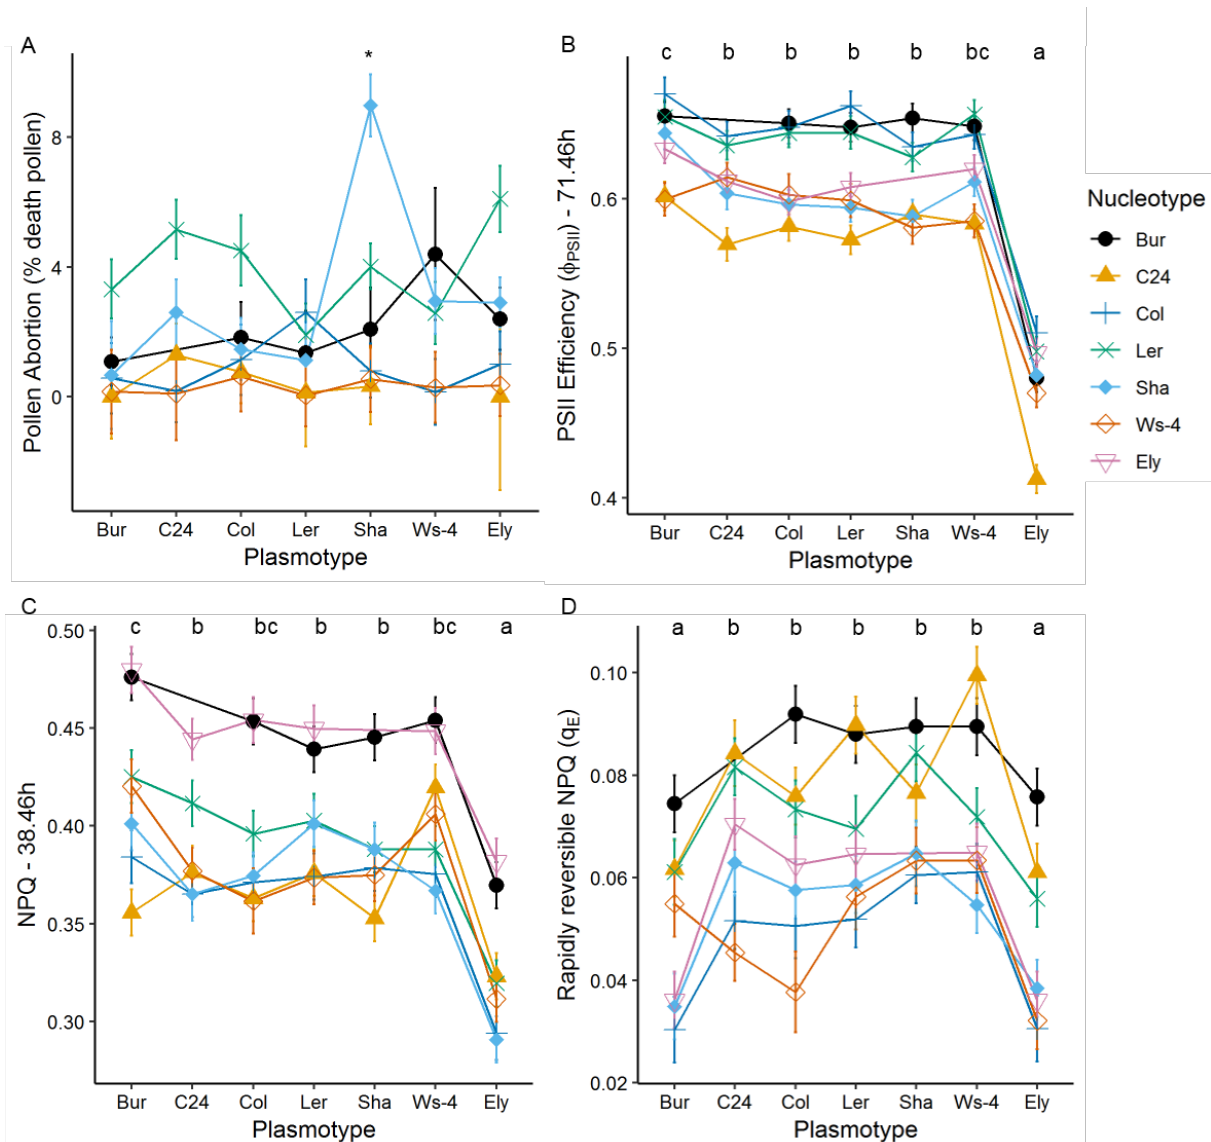 A
Pollen Abortion (% death pollen)
8
4
0
*
Bur C24 Col Ler Sha Ws-4 Ely
Plasmotype
B
PSII Efficiency (ϕPSII) - 71.46h
c b b b b bc a
0.6
0.5
0.4
Bur C24 Col Ler Sha Ws-4 Ely
Plasmotype
Nucleotype
Bur
C24
Col
Ler
Sha
Ws-4
Ely
C
NPQ - 38.46h
c b bc b b bc a
0.50
0.45
0.40
0.35
0.30
Bur C24 Col Ler Sha Ws-4 Ely
Plasmotype
D
Rapidly reversible NPQ (qE)
a b b b b b a
0.10
0.08
0.06
0.04
0.02
Bur C24 Col Ler Sha Ws-4 Ely
Plasmotype